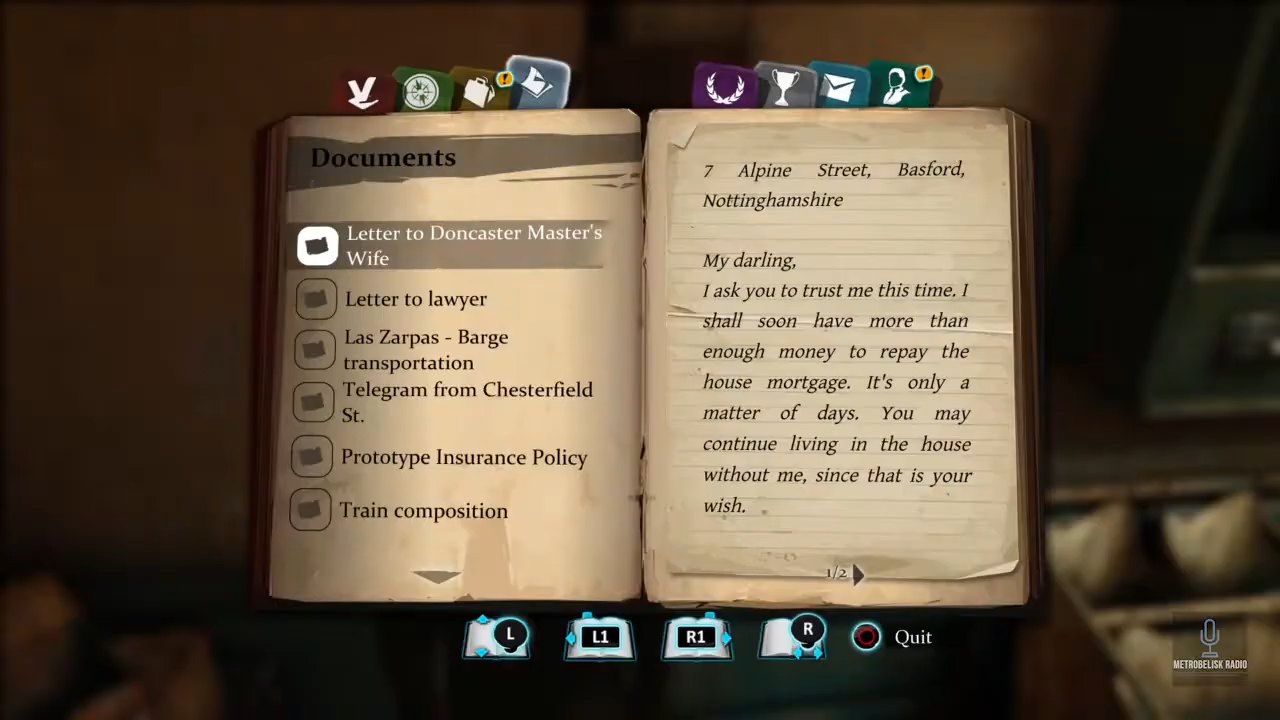 Documents
Letter to Doncaster Master's
Wife
Letter to lawyer
Las Zarpas - Barge
transportation
Telegram from Chesterfield
St.
Prototype Insurance Policy
Train composition
7 Alpine Street, Basford,
Nottinghamshire
My darling,
I ask you to trust me this time. I
shall soon have more than
enough money to repay the
house mortgage. It's only a
matter of days. You may
continue living in the house
without me, since that is your
wish.
1/2
L
L1
R1
R
Quit
METROBELISK RADIO